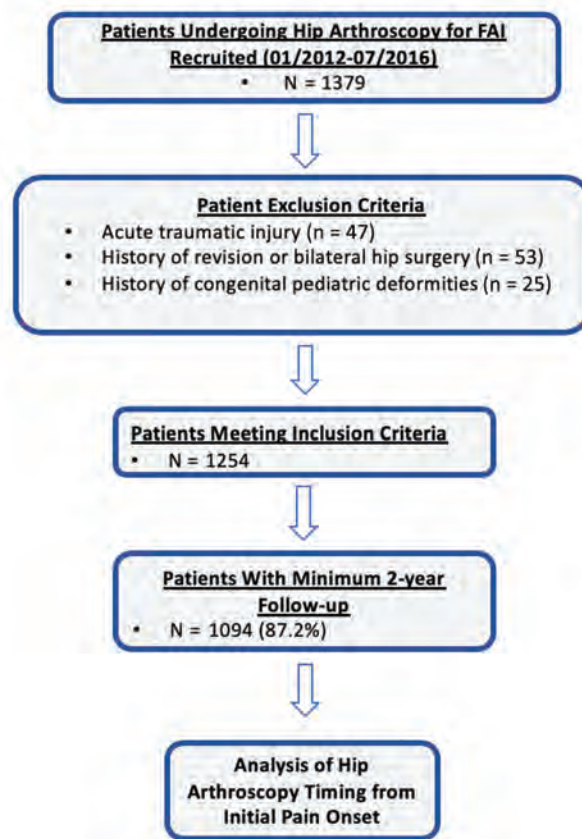 Patients Undergoing Hip Arthroscopy for FAI
Recruited (01/2012-07/2016)
• N = 1379
Patient Exclusion Criteria
• Acute traumatic injury (n = 47)
• History of revision or bilateral hip surgery (n = 53)
• History of congenital pediatric deformities (n = 25)
Patients Meeting Inclusion Criteria
• N = 1254
Patients With Minimum 2-year
Follow-up
• N = 1094 (87.2%)
Analysis of Hip
Arthroscopy Timing from
Initial Pain Onset